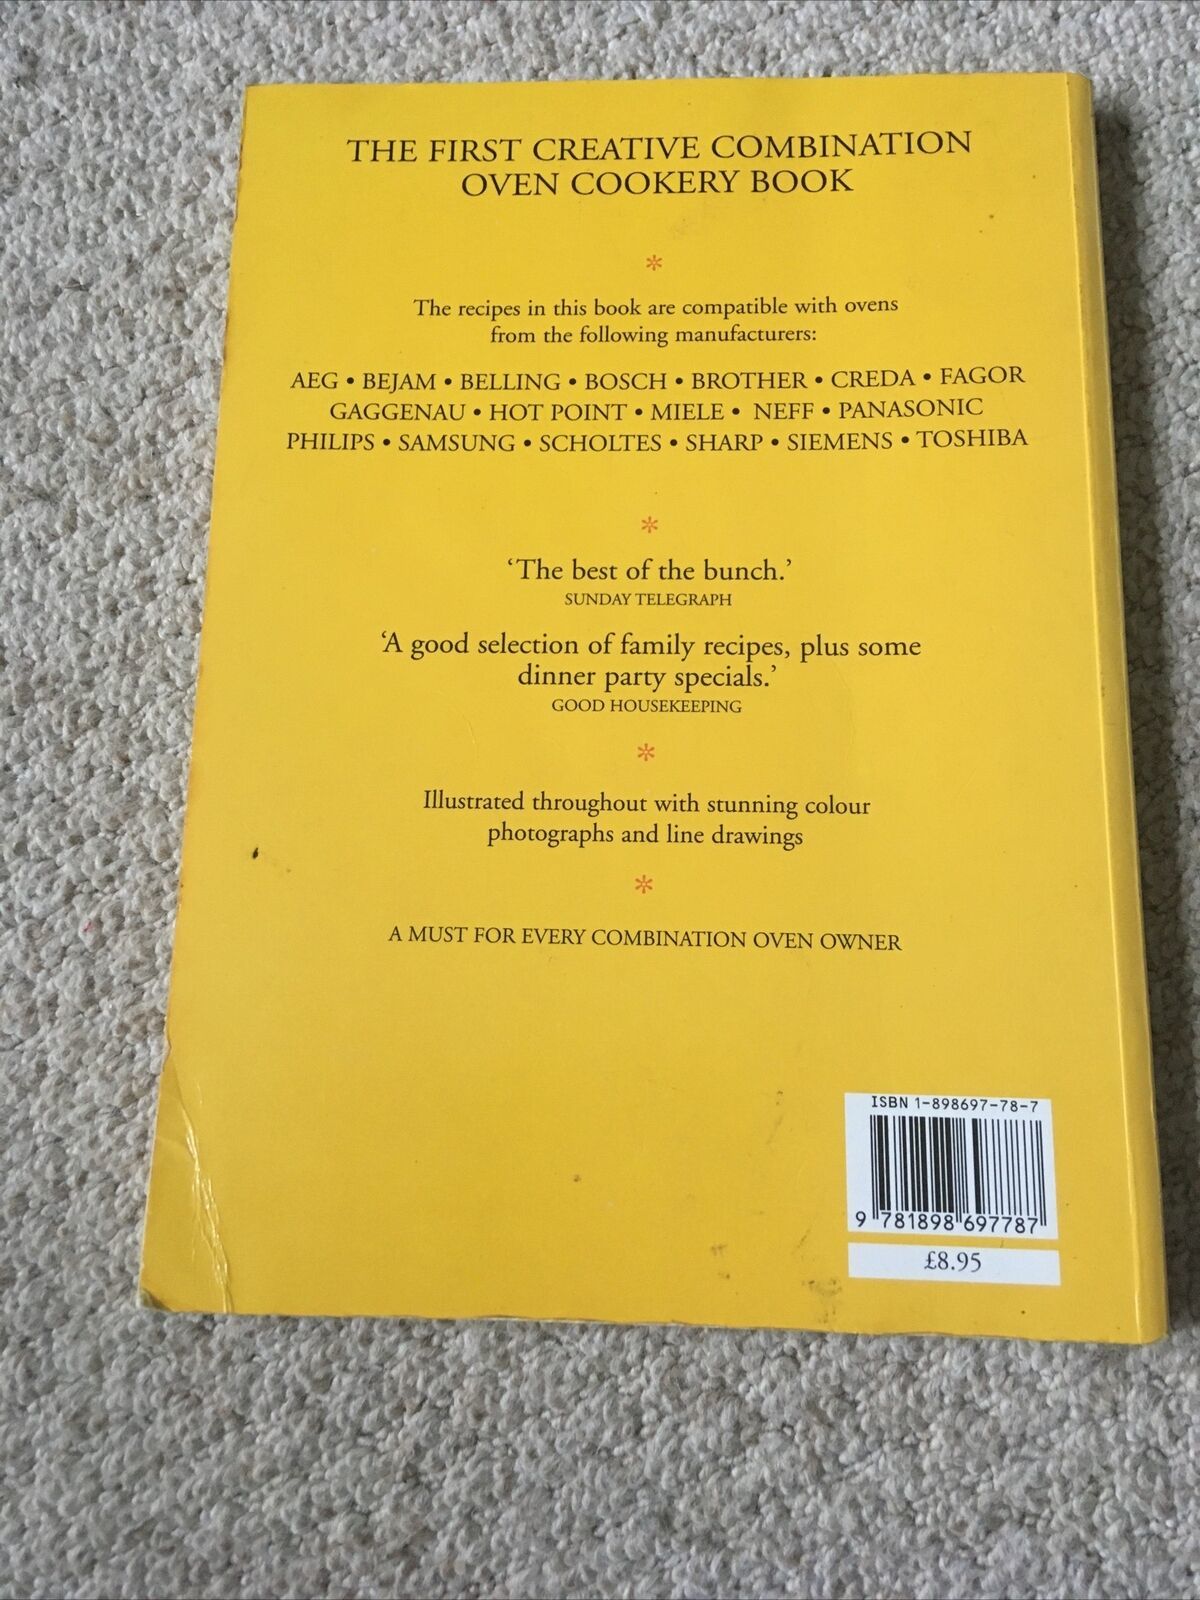 THE FIRST CREATIVE COMBINATION
OVEN COOKERY BOOK
*
The recipes in this book are compatible with ovens
from the following manufacturers:
AEG • BEJAM • BELLING • BOSCH • BROTHER • CREDA • FAGOR
GAGGENAU • HOT POINT • MIELE • NEFF • PANASONIC
PHILIPS • SAMSUNG • SCHOLTES • SHARP • SIEMENS • TOSHIBA
*
‘The best of the bunch.’
SUNDAY TELEGRAPH
‘A good selection of family recipes, plus some
dinner party specials.’
GOOD HOUSEKEEPING
*
Illustrated throughout with stunning colour
photographs and line drawings
*
A MUST FOR EVERY COMBINATION OVEN OWNER
ISBN 1-898697-78-7
9 781898 697787
£8.95